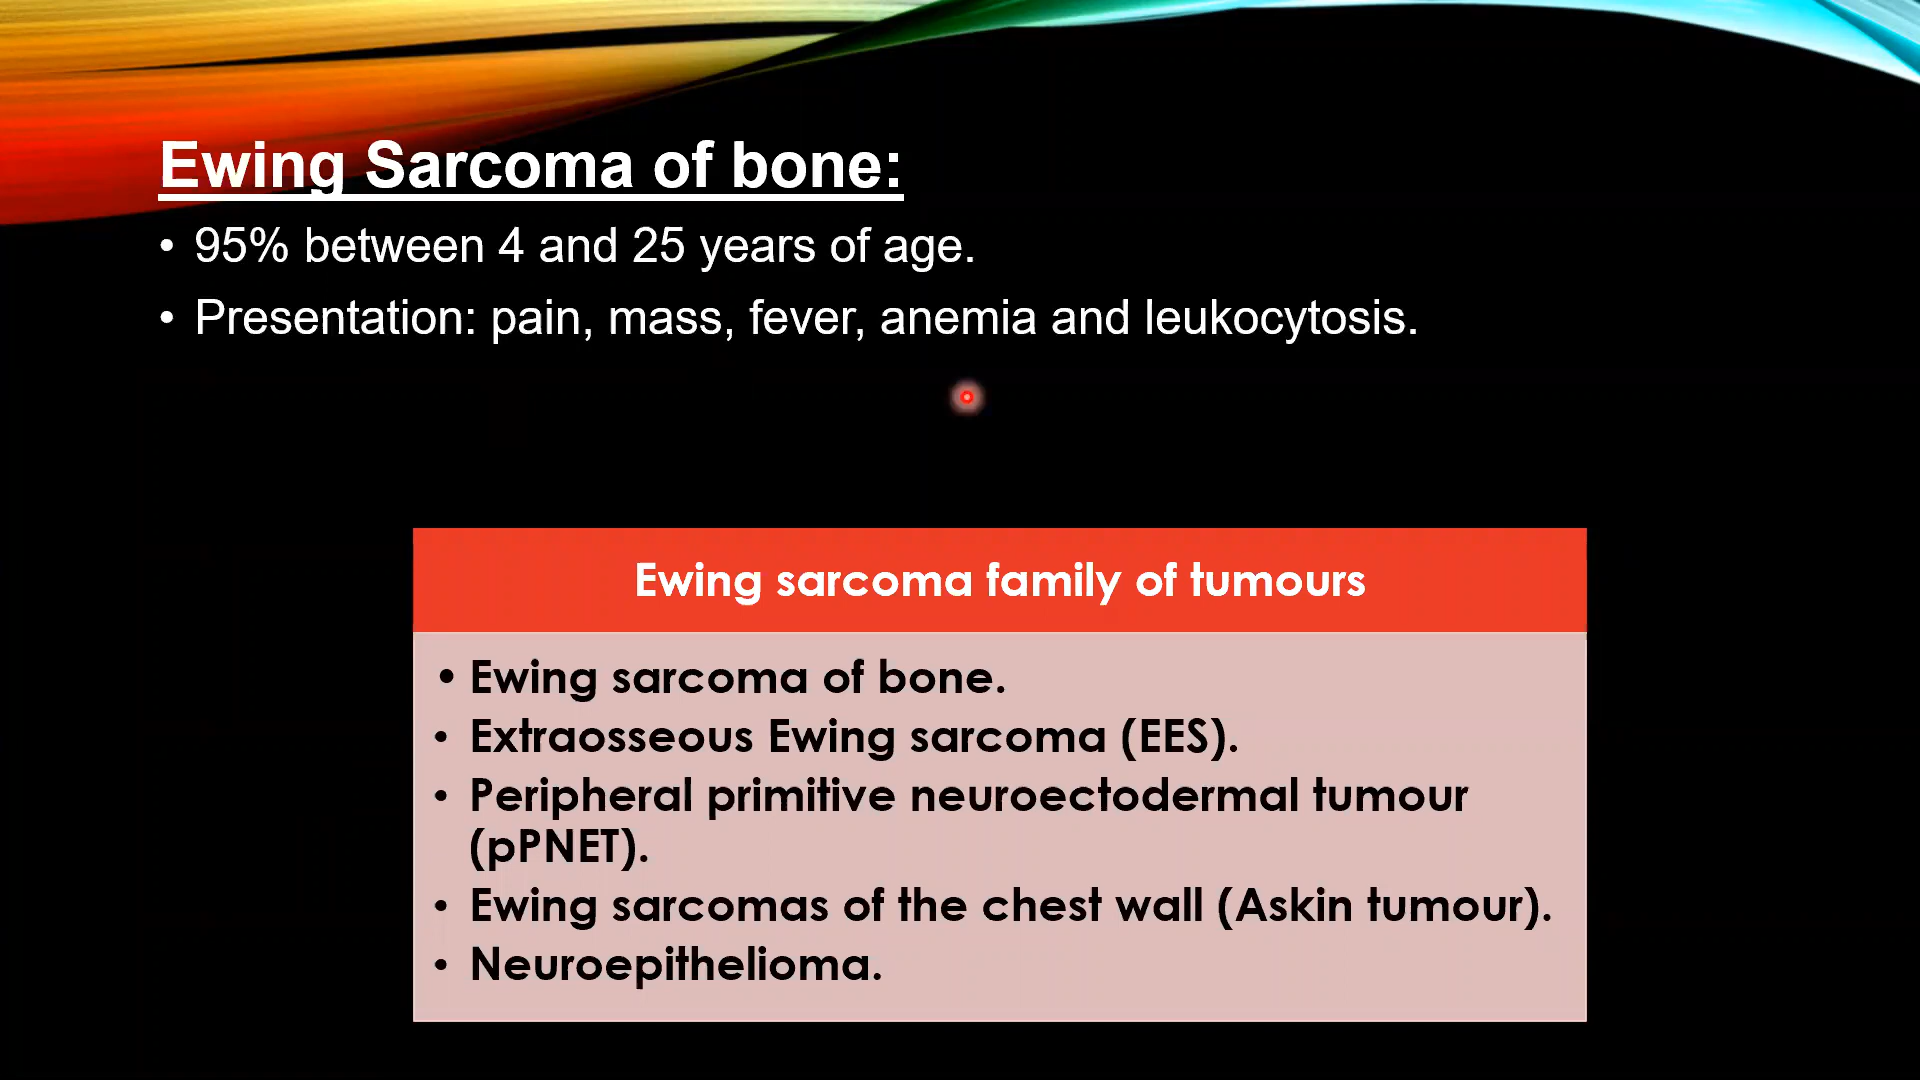 Ewing Sarcoma of bone:
• 95% between 4 and 25 years of age.
• Presentation: pain, mass, fever, anemia and leukocytosis.
Ewing sarcoma family of tumours
• Ewing sarcoma of bone.
• Extraosseous Ewing sarcoma (EES).
• Peripheral primitive neuroectodermal tumour
(pPNET).
• Ewing sarcomas of the chest wall (Askin tumour).
• Neuroepithelioma.